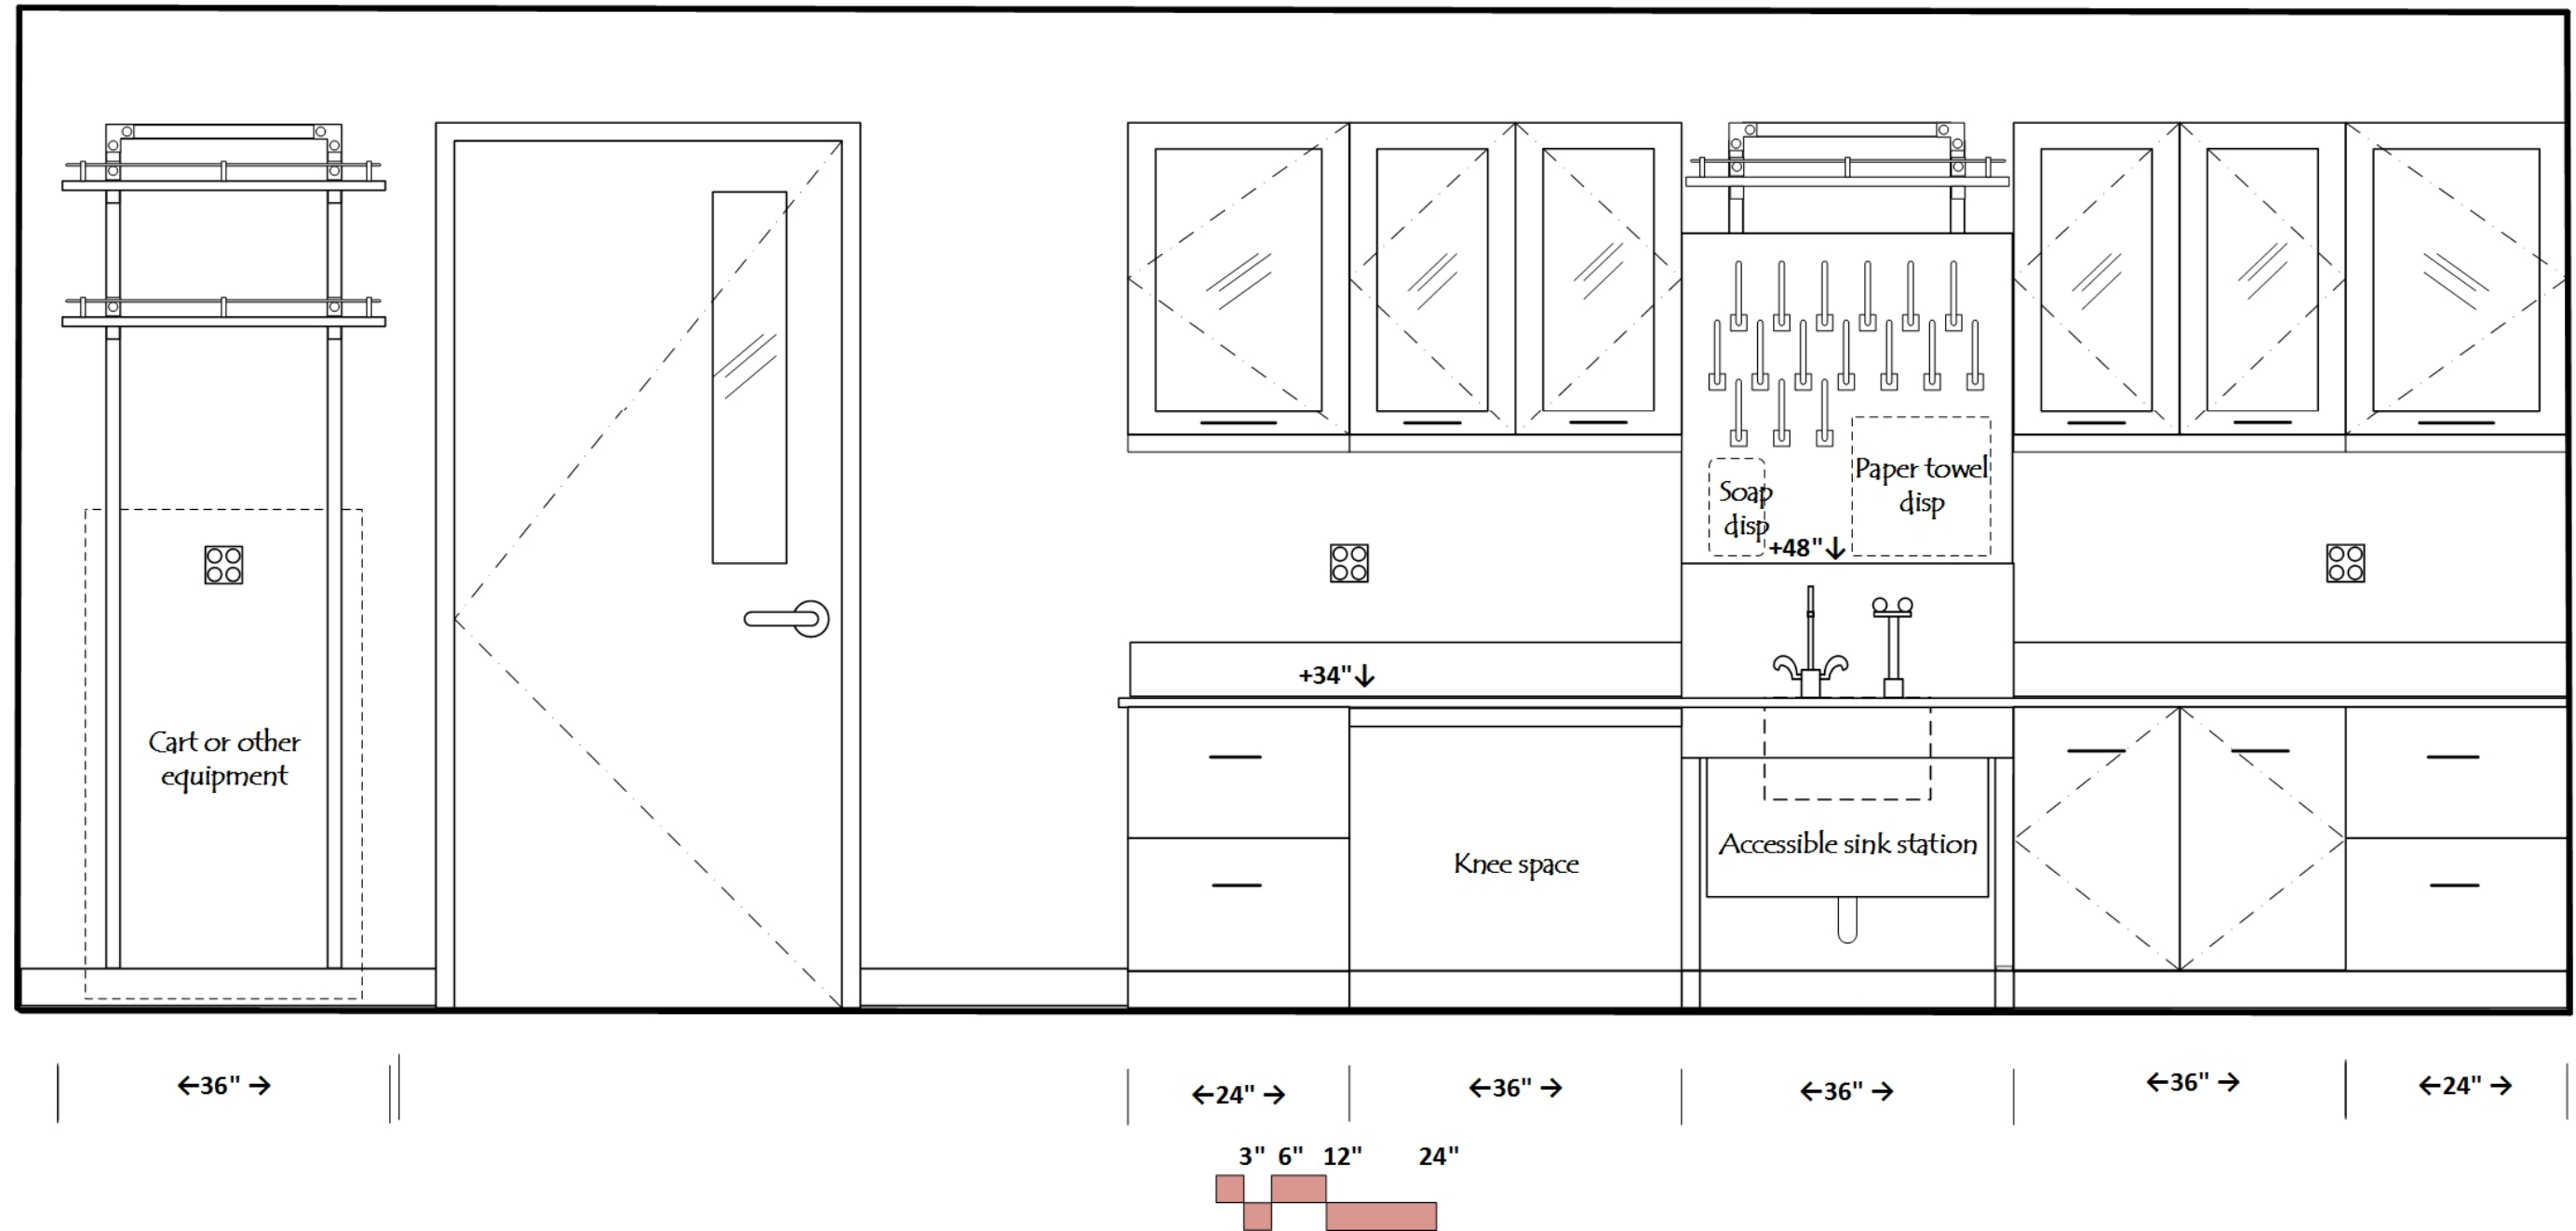 Soap
disp
Paper towel
disp
+48"↓
+34"↓
Cart or other
equipment
Knee space
Accessible sink station
←36" →
←24" →
←36" →
←36" →
←36" →
←24" →
3" 6" 12" 24"